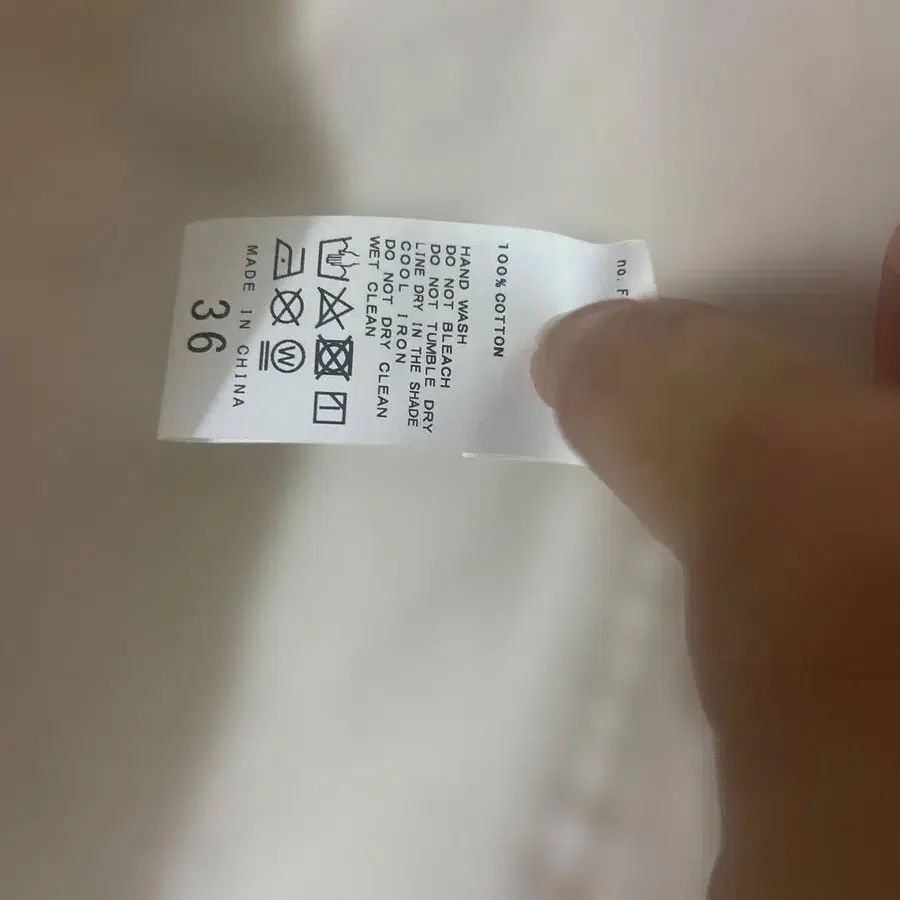 no. F
100% COTTON
HAND WASH
DO NOT BLEACH
DO NOT TUMBLE DRY
LINE DRY IN THE SHADE
COOL IRON
DO NOT DRY CLEAN
WET CLEAN
W
MADE IN CHINA
36